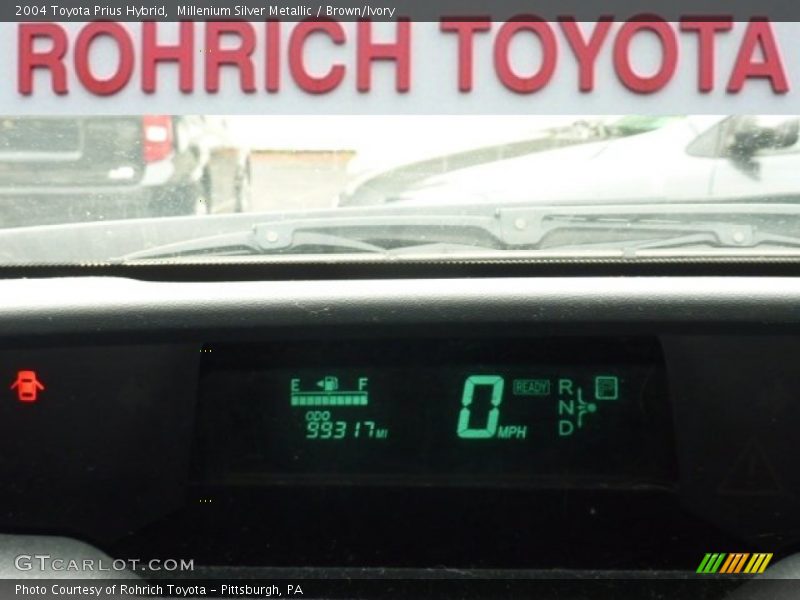 2004 Toyota Prius Hybrid,  Millenium Silver Metallic / Brown/Ivory
ROHRICH TOYOTA
E F
ODO
99317 MI
0 MPH
READY
R
N
D
P
GTCARLOT.COM
Photo Courtesy of Rohrich Toyota - Pittsburgh, PA